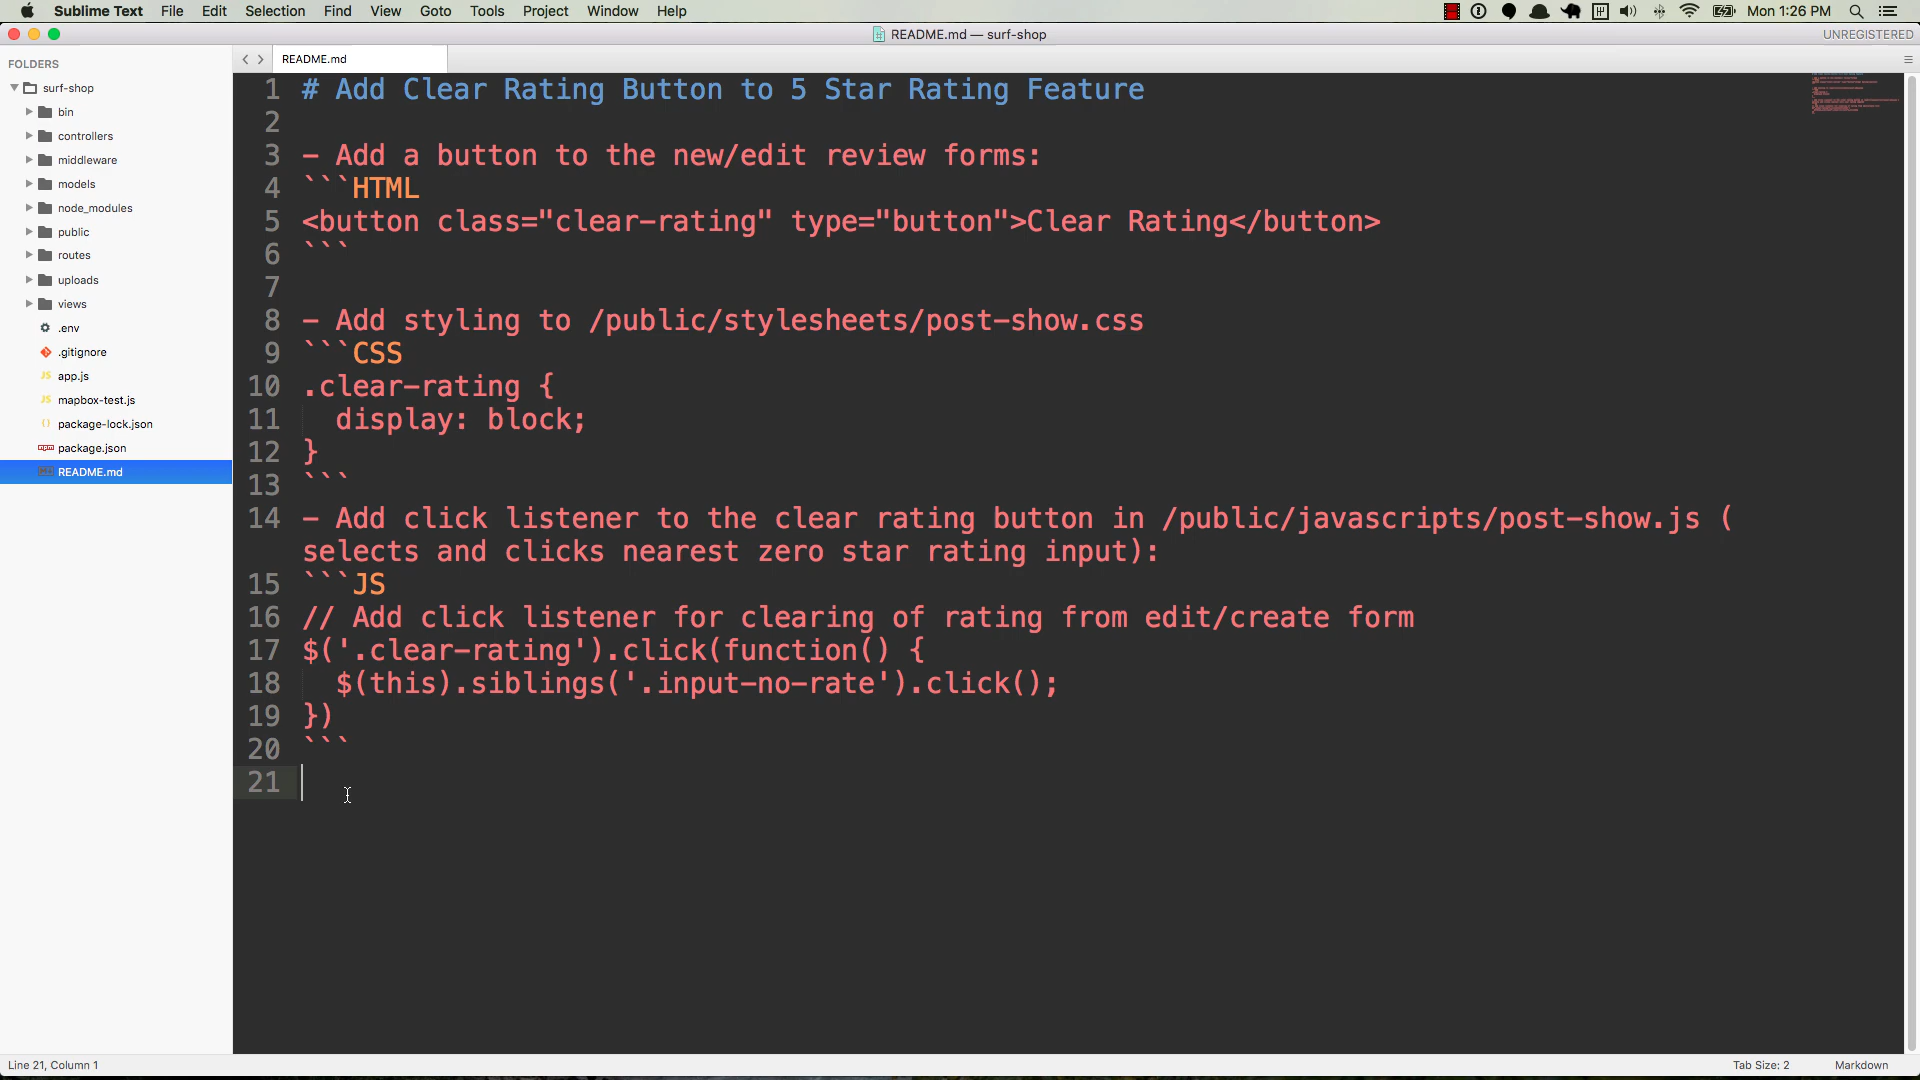 Sublime Text File Edit Selection Find View Goto Tools Project Window Help Mon 1:26 PM
README.md — surf-shop UNREGISTERED
FOLDERS
surf-shop
bin
controllers
middleware
models
node_modules
public
routes
uploads
views
.env
.gitignore
JS app.js
JS mapbox-test.js
package-lock.json
package.json
README.md
README.md
1 # Add Clear Rating Button to 5 Star Rating Feature
2
3 - Add a button to the new/edit review forms:
4 ```HTML
5 <button class="clear-rating" type="button">Clear Rating</button>
6 ```
7
8 - Add styling to /public/stylesheets/post-show.css
9 ```CSS
10 .clear-rating {
11   display: block;
12 }
13 ```
14 - Add click listener to the clear rating button in /public/javascripts/post-show.js (
selects and clicks nearest zero star rating input):
15 ```JS
16 // Add click listener for clearing of rating from edit/create form
17 $('.clear-rating').click(function() {
18   $(this).siblings('.input-no-rate').click();
19 })
20 ```
21
Line 21, Column 1 Tab Size: 2 Markdown